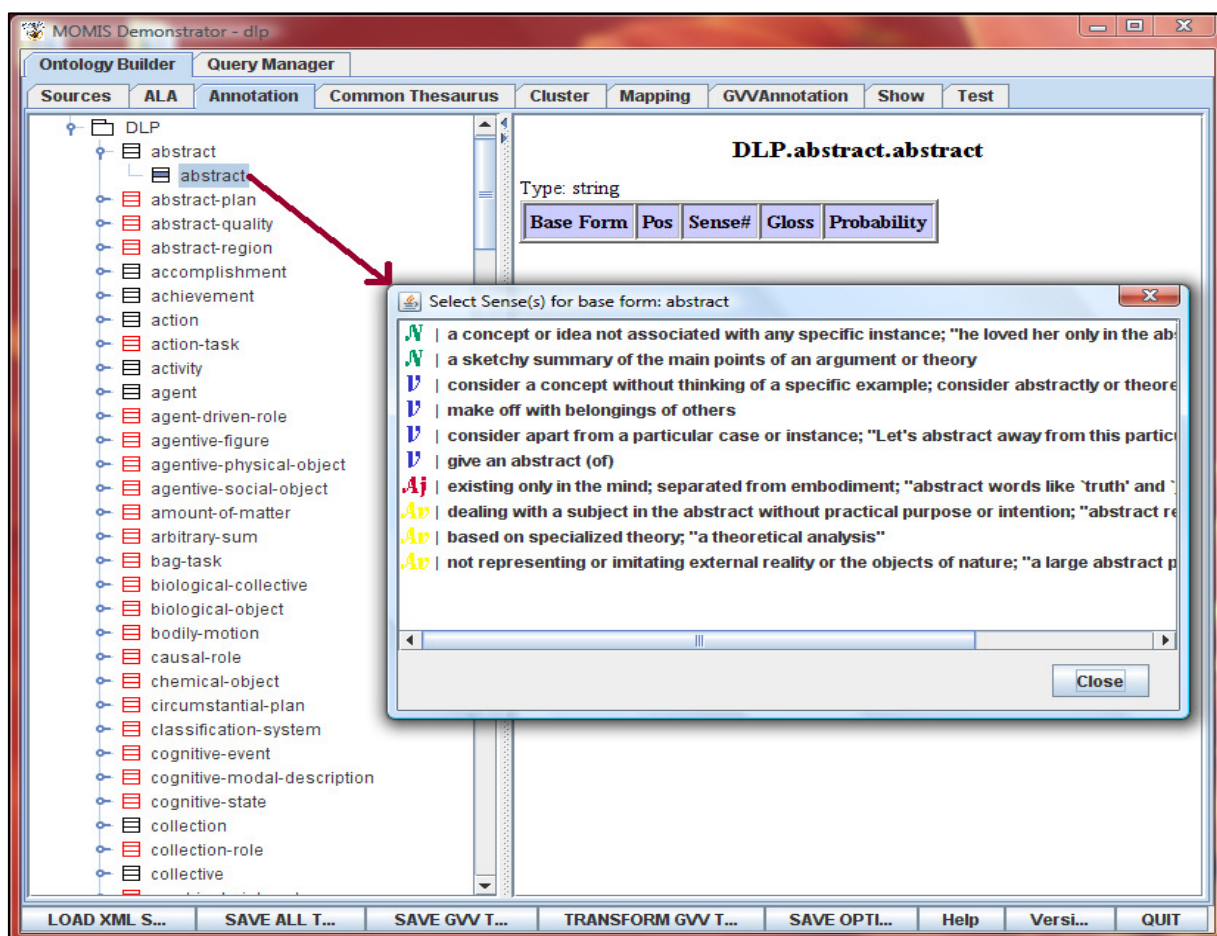 MOMIS Demonstrator - dlp
Ontology Builder Query Manager
Sources ALA Annotation Common Thesaurus Cluster Mapping GVVAnnotation Show Test
DLP
abstract
abstract
abstract-plan
abstract-quality
abstract-region
accomplishment
achievement
action
action-task
activity
agent
agent-driven-role
agentive-figure
agentive-physical-object
agentive-social-object
amount-of-matter
arbitrary-sum
bag-task
biological-collective
biological-object
bodily-motion
causal-role
chemical-object
circumstantial-plan
classification-system
cognitive-event
cognitive-modal-description
cognitive-state
collection
collection-role
collective
DLP.abstract.abstract
Type: string
Base Form Pos Sense# Gloss Probability
Select Sense(s) for base form: abstract
N | a concept or idea not associated with any specific instance; "he loved her only in the ab
N | a sketchy summary of the main points of an argument or theory
V | consider a concept without thinking of a specific example; consider abstractly or theore
V | make off with belongings of others
V | consider apart from a particular case or instance; "Let's abstract away from this partic
V | give an abstract (of)
Aj | existing only in the mind; separated from embodiment; "abstract words like `truth' and `
Av | dealing with a subject in the abstract without practical purpose or intention; "abstract re
Av | based on specialized theory; "a theoretical analysis"
Av | not representing or imitating external reality or the objects of nature; "a large abstract p
Close
LOAD XML S... SAVE ALL T... SAVE GVV T... TRANSFORM GVV T... SAVE OPTI... Help Versi... QUIT